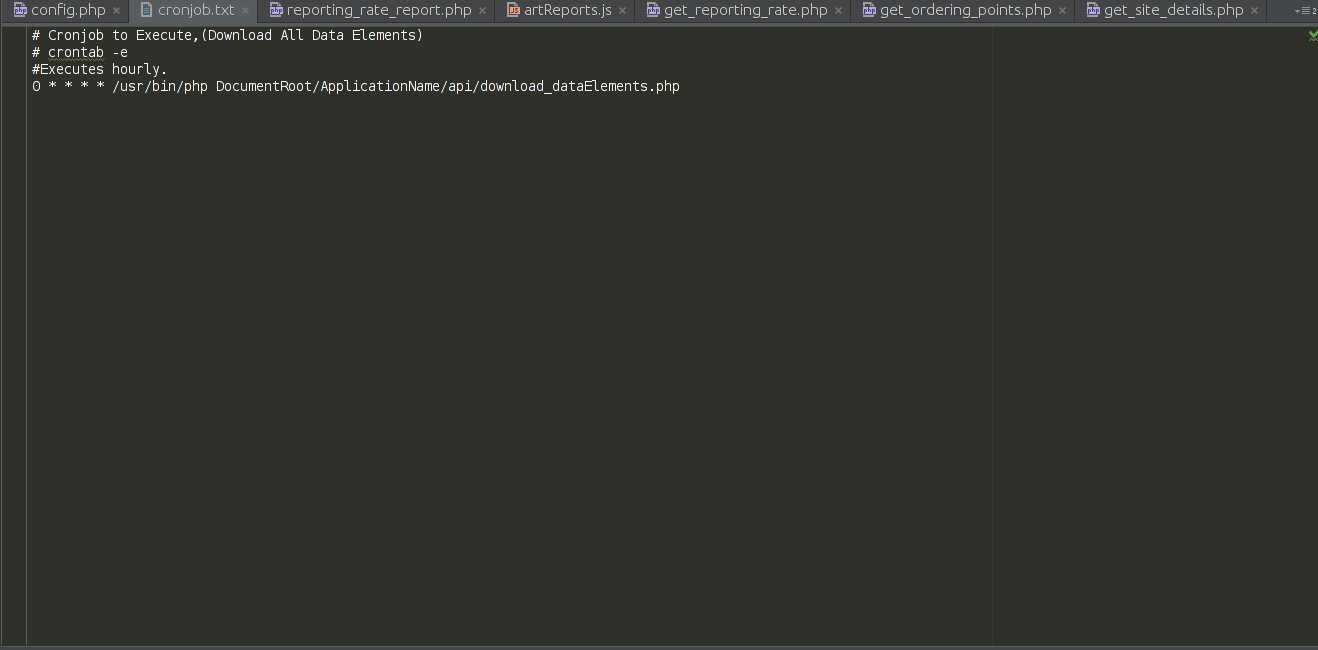 config.php cronjob.txt reporting_rate_report.php artReports.js get_reporting_rate.php get_ordering_points.php get_site_details.php
# Cronjob to Execute,(Download All Data Elements)
# crontab -e
#Executes hourly.
0 * * * * /usr/bin/php DocumentRoot/ApplicationName/api/download_dataElements.php